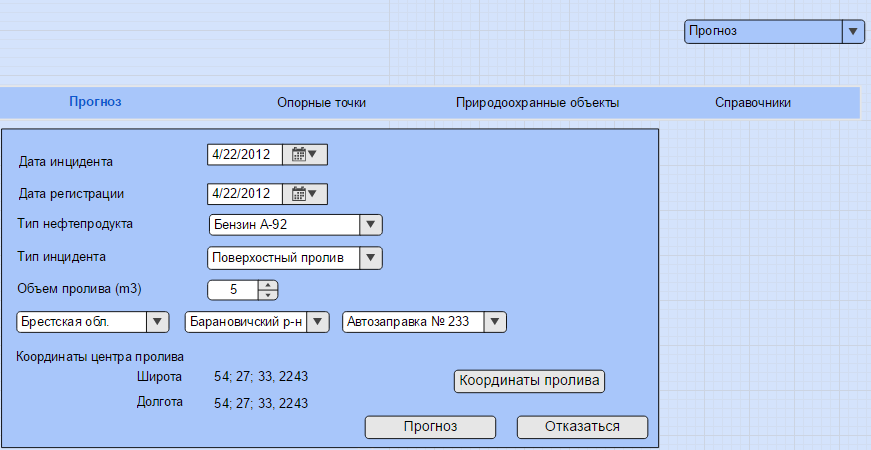 Прогноз
Прогноз Опорные точки Природоохранные объекты Справочники
Дата инцидента 4/22/2012
Дата регистрации 4/22/2012
Тип нефтепродукта Бензин А-92
Тип инцидента Поверхостный пролив
Объем пролива (m3) 5
Брестская обл. Барановичский р-н Автозаправка № 233
Координаты центра пролива
Широта 54; 27; 33, 2243
Координаты пролива
Долгота 54; 27; 33, 2243
Прогноз Отказаться